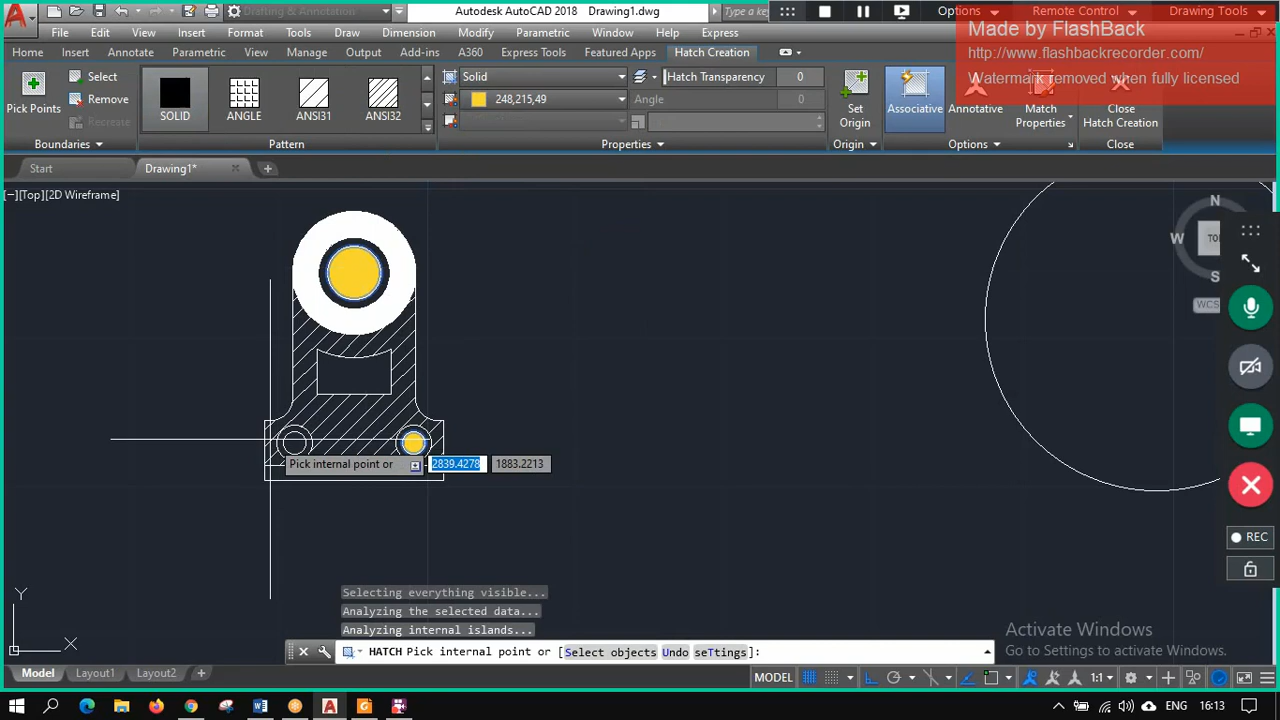 Drafting & Annotation
Autodesk AutoCAD 2018 Drawing1.dwg
Type a key
Options
Remote Control
Drawing Tools
File Edit View Insert Format Tools Draw Dimension Modify Parametric Window Help Express
Made by FlashBack
http://www.flashbackrecorder.com/
Watermark removed when fully licensed
Home Insert Annotate Parametric View Manage Output Add-ins A360 Express Tools Featured Apps Hatch Creation
Pick Points
Select
Remove
Recreate
SOLID
ANGLE
ANSI31
ANSI32
Solid
248,215,49
Hatch Transparency 0
Angle 0
Set
Origin
Associative
Annotative
Match
Properties
Close
Hatch Creation
Boundaries
Pattern
Properties
Origin
Options
Close
Start
Drawing1*
[−][Top][2D Wireframe]
N
W
TOP
S
WCS
Pick internal point or
2839.4278
1883.2213
REC
Selecting everything visible...
Analyzing the selected data...
Analyzing internal islands...
HATCH Pick internal point or [Select objects Undo seTtings]:
Activate Windows
Go to Settings to activate Windows.
Y
X
Model Layout1 Layout2
MODEL
1:1
ENG
16:13